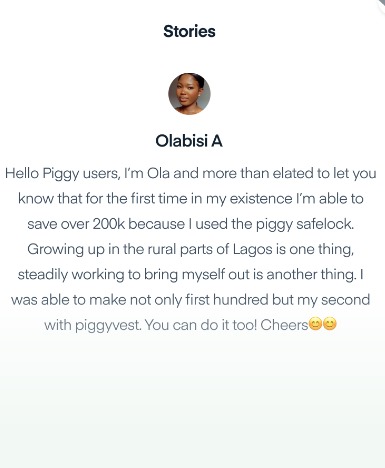 Stories
Olabisi A
Hello Piggy users, I'm Ola and more than elated to let you
know that for the first time in my existence I'm able to
save over 200k because I used the piggy safelock.
Growing up in the rural parts of Lagos is one thing,
steadily working to bring myself out is another thing. I
was able to make not only first hundred but my second
with piggyvest. You can do it too! Cheers😊😊